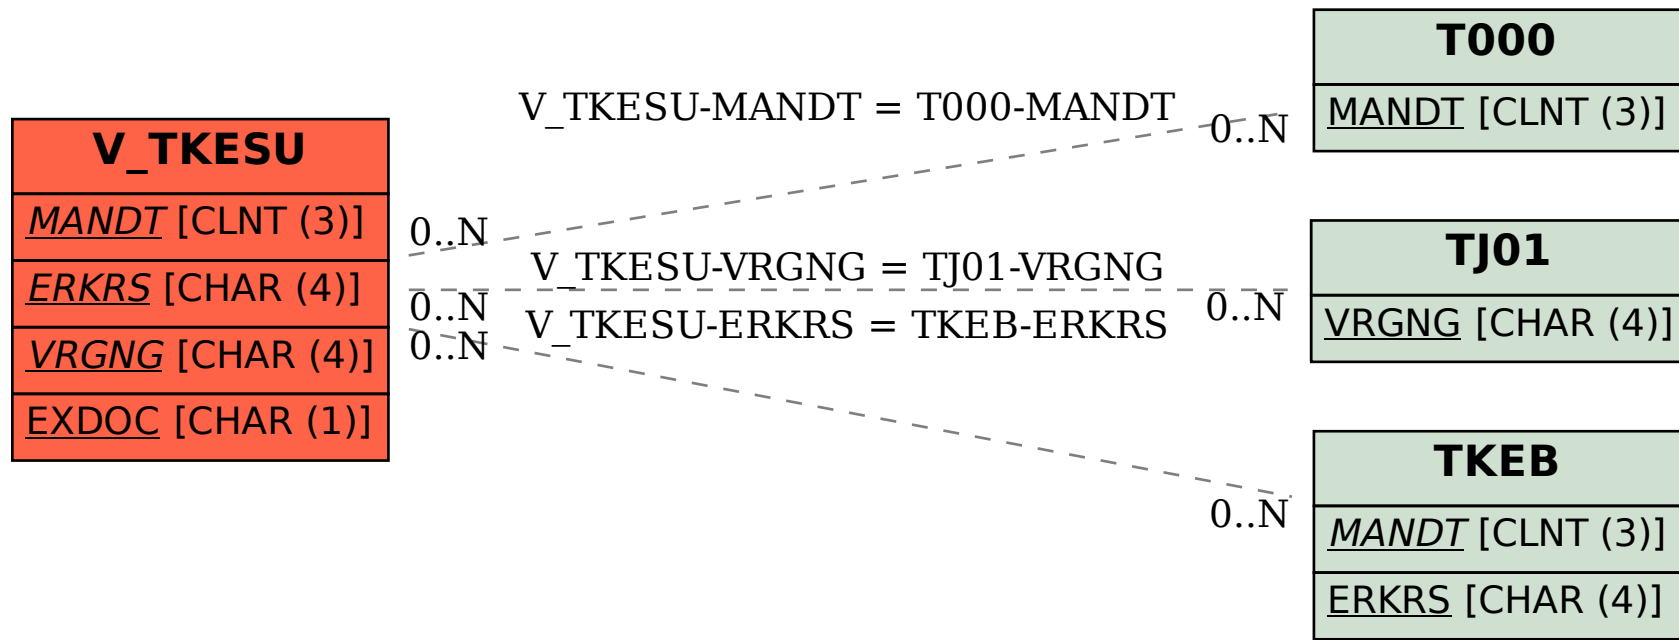 V_TKESU
MANDT [CLNT (3)]
ERKRS [CHAR (4)]
VRGNG [CHAR (4)]
EXDOC [CHAR (1)]
V_TKESU-MANDT = T000-MANDT
0..N
0..N
V_TKESU-VRGNG = TJ01-VRGNG
0..N
0..N
V_TKESU-ERKRS = TKEB-ERKRS
0..N
0..N
T000
MANDT [CLNT (3)]
TJ01
VRGNG [CHAR (4)]
TKEB
MANDT [CLNT (3)]
ERKRS [CHAR (4)]